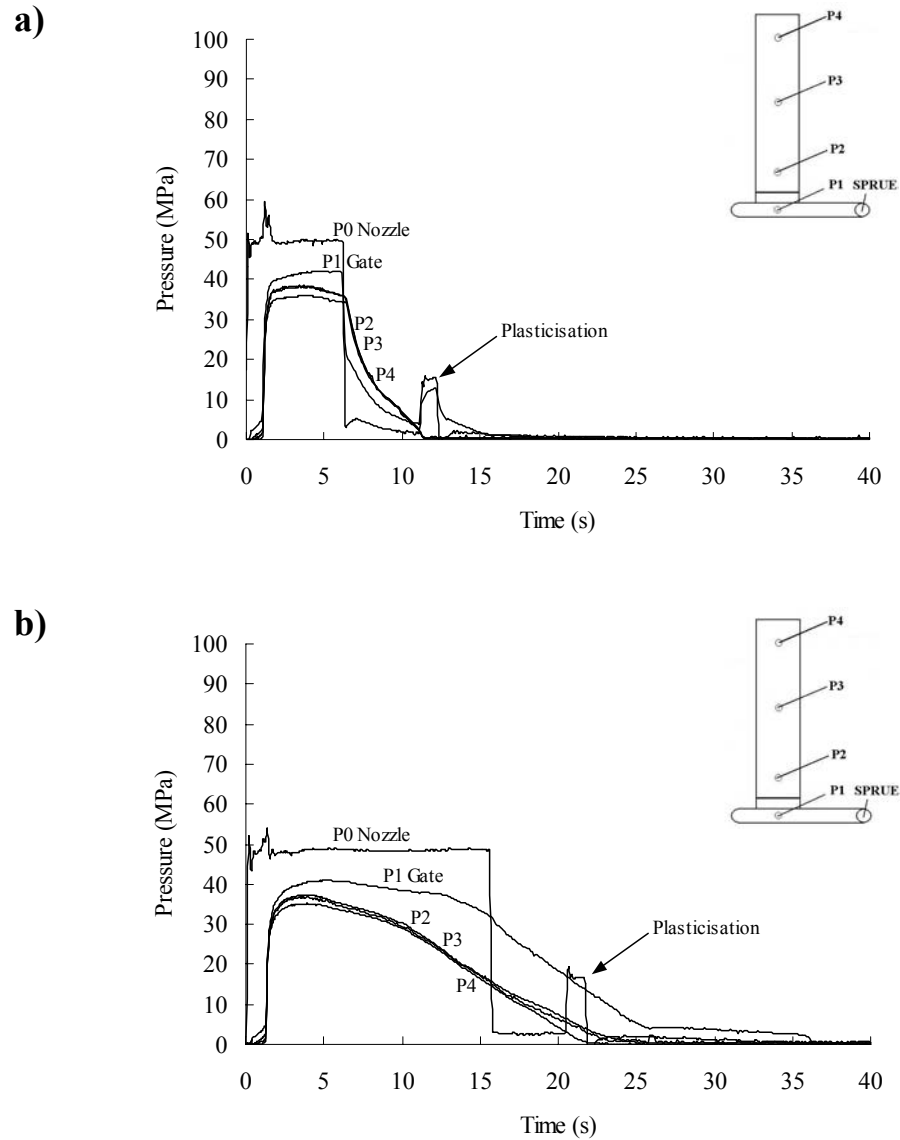 a)
100
90
80
70
60
50
40
30
20
10
0
Pressure (MPa)
P0 Nozzle
P1 Gate
P2
P3
P4
Plasticisation
0 5 10 15 20 25 30 35 40
Time (s)
P4
P3
P2
P1 SPRUE
b)
100
90
80
70
60
50
40
30
20
10
0
Pressure (MPa)
P0 Nozzle
P1 Gate
P2
P3
P4
Plasticisation
0 5 10 15 20 25 30 35 40
Time (s)
P4
P3
P2
P1 SPRUE